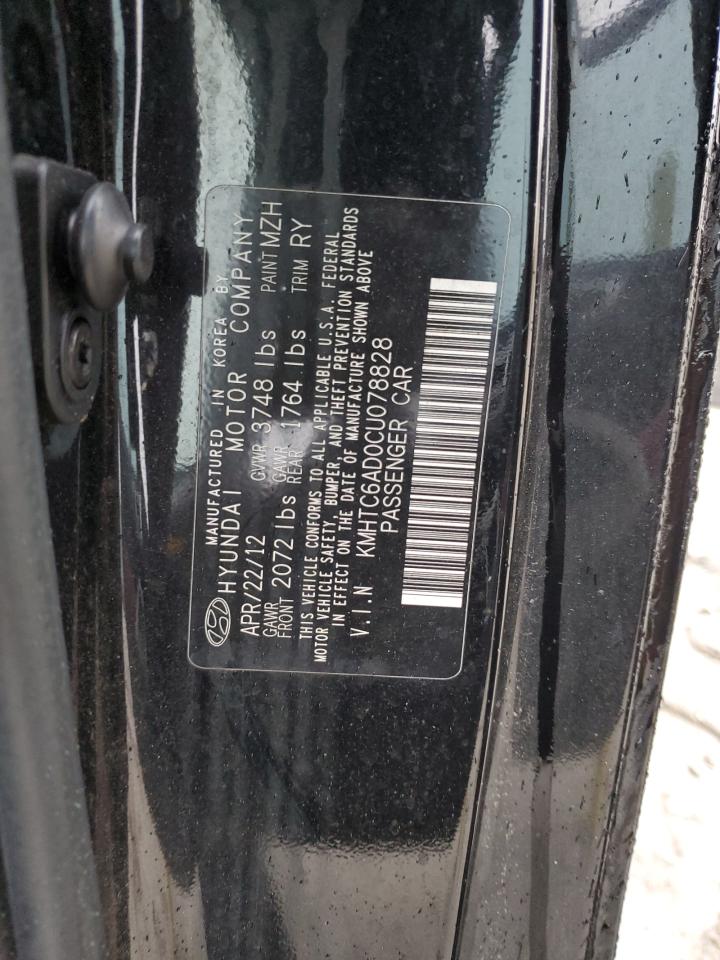 MANUFACTURED IN KOREA BY
HYUNDAI MOTOR COMPANY
APR/22/12 GVWR 3748 lbs PAINT MZH
GAWR FRONT 2072 lbs GAWR REAR 1764 lbs TRIM RY
THIS VEHICLE CONFORMS TO ALL APPLICABLE U.S.A. FEDERAL
MOTOR VEHICLE SAFETY, BUMPER, AND THEFT PREVENTION STANDARDS
IN EFFECT ON THE DATE OF MANUFACTURE SHOWN ABOVE
V.I.N KMHTC6AD0CU078828
PASSENGER CAR